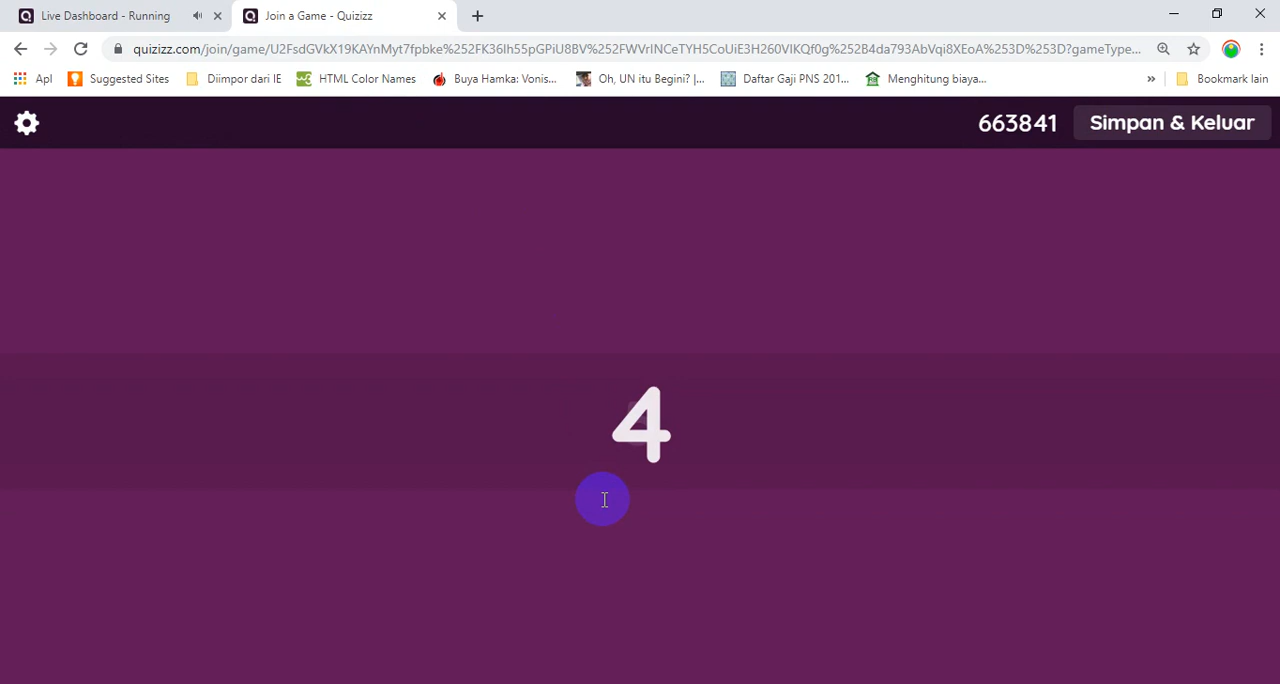 Live Dashboard - Running
Join a Game - Quizizz
quizizz.com/join/game/U2FsdGVkX19KAYnMyt7fpbke%252FK36lh55pGPiU8BV%252FWVrlNCeTYH5CoUiE3H260VlKQf0g%252B4da793AbVqi8XEoA%253D%253D?gameType...
Apl
Suggested Sites
Diimpor dari IE
HTML Color Names
Buya Hamka: Vonis...
Oh, UN itu Begini? |...
Daftar Gaji PNS 201...
Menghitung biaya...
»
Bookmark lain
663841
Simpan & Keluar
4